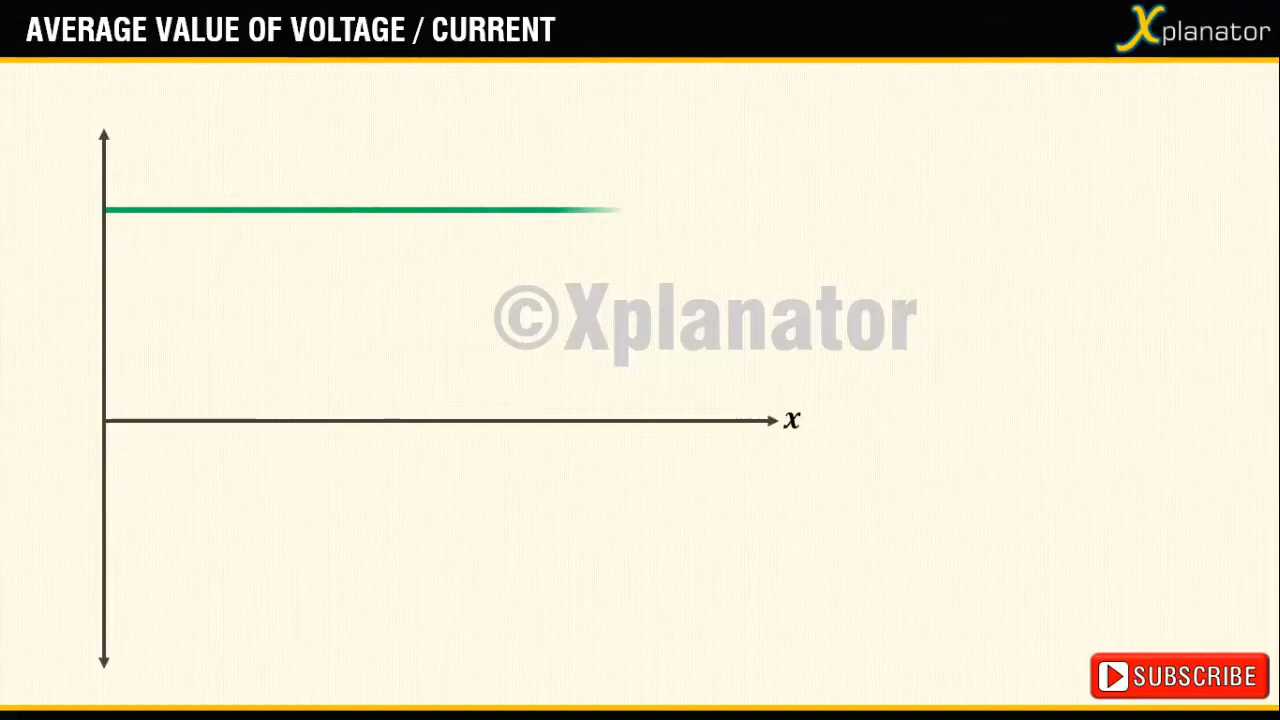 AVERAGE VALUE OF VOLTAGE / CURRENT
Xplanator
©Xplanator
x
SUBSCRIBE